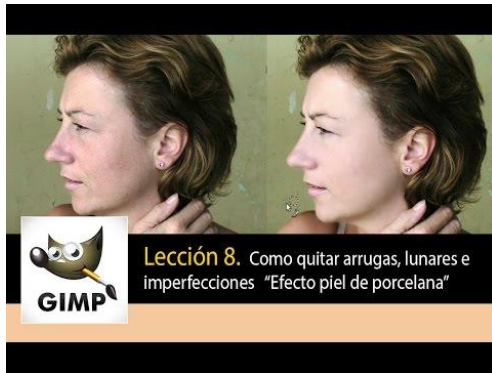 Lección 8. Como quitar arrugas, lunares e
imperfecciones "Efecto piel de porcelana"
GIMP